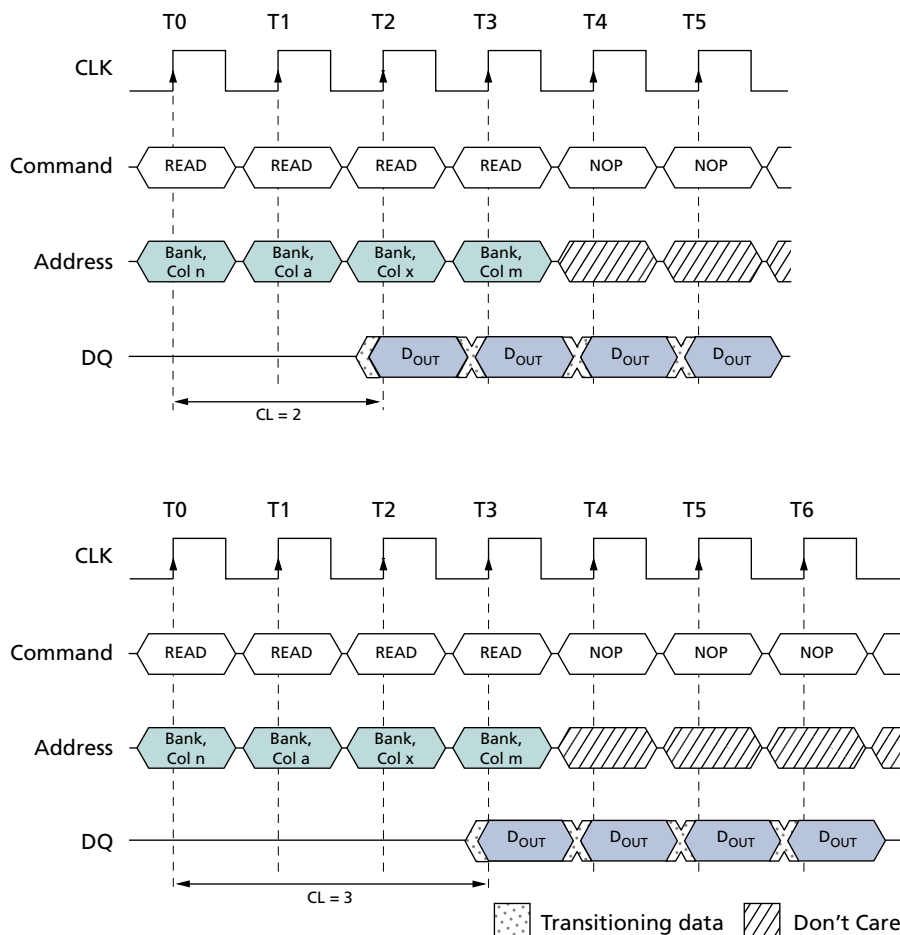 T0 T1 T2 T3 T4 T5
CLK
Command READ READ READ READ NOP NOP
Address Bank, Col n Bank, Col a Bank, Col x Bank, Col m
DQ DOUT DOUT DOUT DOUT
CL = 2
T0 T1 T2 T3 T4 T5 T6
CLK
Command READ READ READ READ NOP NOP NOP
Address Bank, Col n Bank, Col a Bank, Col x Bank, Col m
DQ DOUT DOUT DOUT DOUT
CL = 3
Transitioning data Don't Care